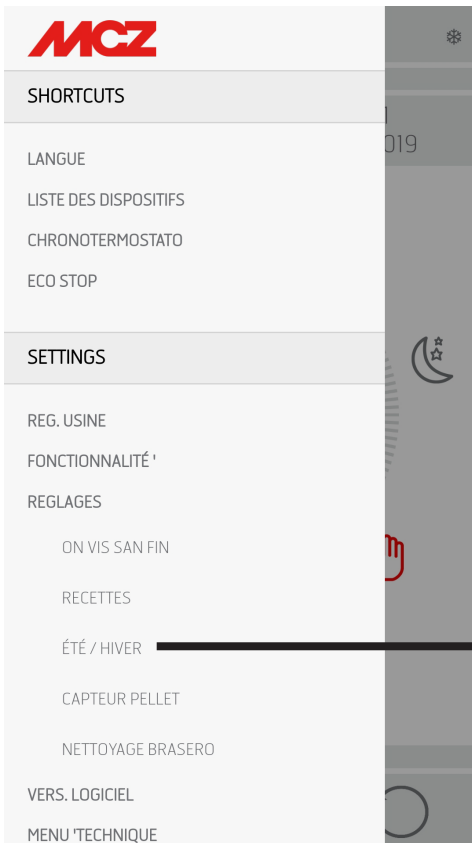 MCZ
SHORTCUTS
LANGUE
LISTE DES DISPOSITIFS
CHRONOTERMOSTATO
ECO STOP
SETTINGS
REG. USINE
FONCTIONNALITÉ '
REGLAGES
ON VIS SAN FIN
RECETTES
ÉTÉ / HIVER
CAPTEUR PELLET
NETTOYAGE BRASERO
VERS. LOGICIEL
MENU 'TECHNIQUE
019